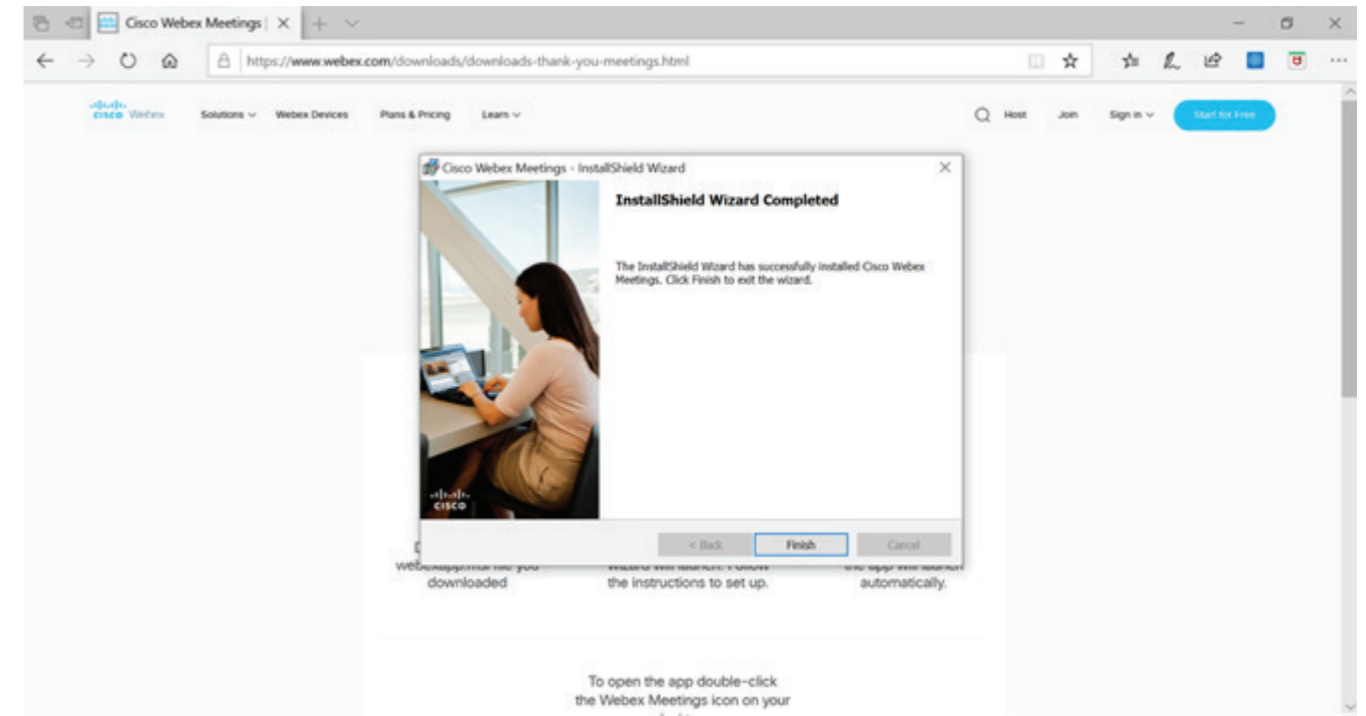 Cisco Webex Meetings |
https://www.webex.com/downloads/downloads-thank-you-meetings.html
CISCO Webex Solutions Webex Devices Plans & Pricing Learn Host Join Sign in Start for Free
Cisco Webex Meetings - InstallShield Wizard
InstallShield Wizard Completed
The InstallShield Wizard has successfully installed Cisco Webex
Meetings. Click Finish to exit the wizard.
CISCO
< Back Finish Cancel
downloaded the instructions to set up. automatically.
To open the app double-click
the Webex Meetings icon on your